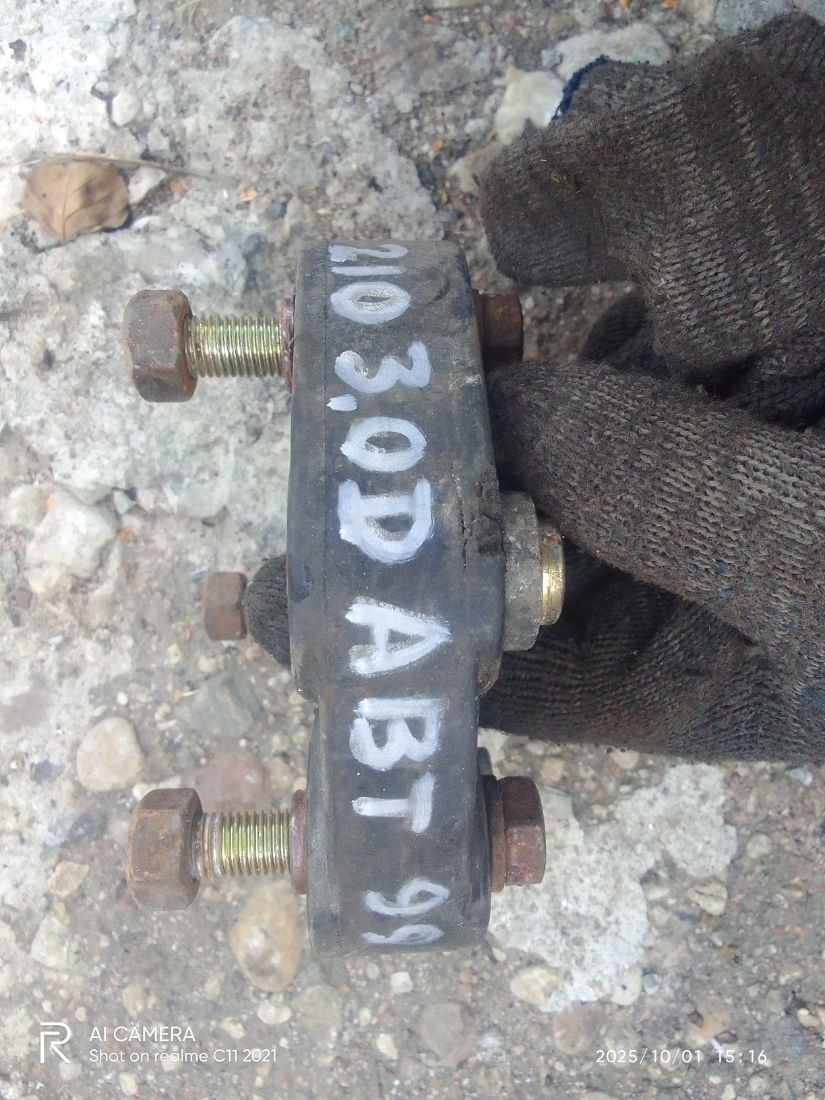 210 3.0D АВТ 99
AI CAMERA
Shot on realme C11 2021
2025/10/01 15:16